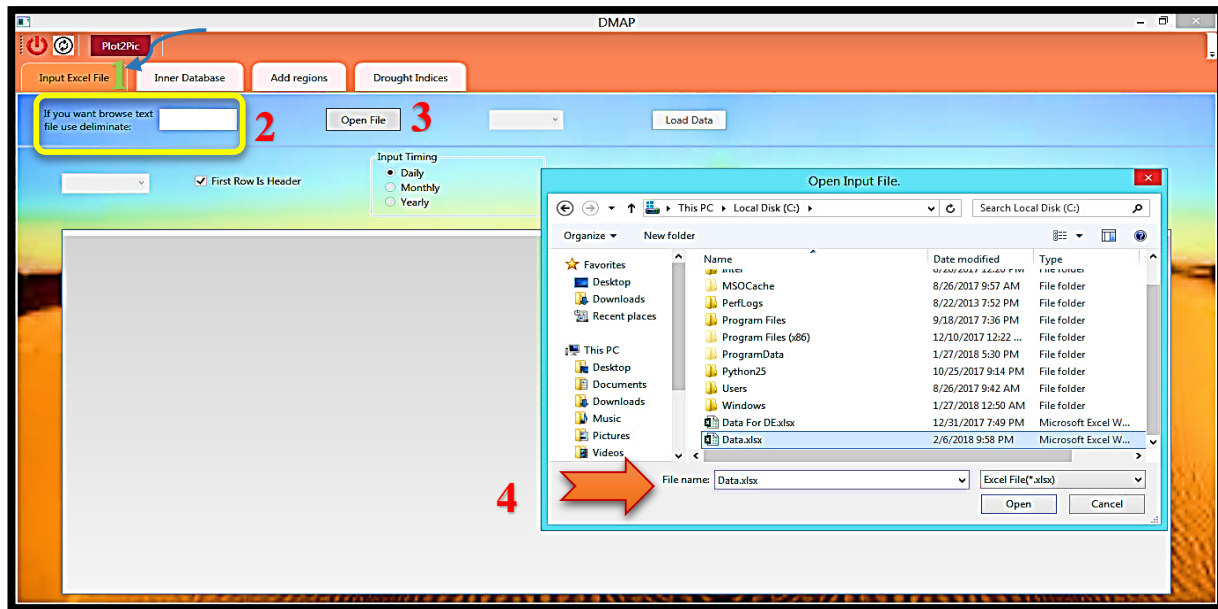 DMAP
Plot2Pic
Input Excel File
1
Inner Database
Add regions
Drought Indices
If you want browse text
file use deliminate:
2
Open File
3
Load Data
First Row Is Header
Input Timing
Daily
Monthly
Yearly
Open Input File.
This PC
Local Disk (C:)
Search Local Disk (C:)
Organize
New folder
Name
Date modified
Type
Favorites
Desktop
Downloads
Recent places
This PC
Desktop
Documents
Downloads
Music
Pictures
Videos
MSOCache 8/26/2017 9:57 AM File folder
PerfLogs 8/22/2013 7:52 PM File folder
Program Files 9/18/2017 7:36 PM File folder
Program Files (x86) 12/10/2017 12:22 ... File folder
ProgramData 1/27/2018 5:30 PM File folder
Python25 10/25/2017 9:14 PM File folder
Users 8/26/2017 9:42 AM File folder
Windows 1/27/2018 12:50 AM File folder
Data For DE.xlsx 12/31/2017 7:49 PM Microsoft Excel W...
Data.xlsx 2/6/2018 9:58 PM Microsoft Excel W...
4
File name: Data.xlsx
Excel File(*.xlsx)
Open
Cancel